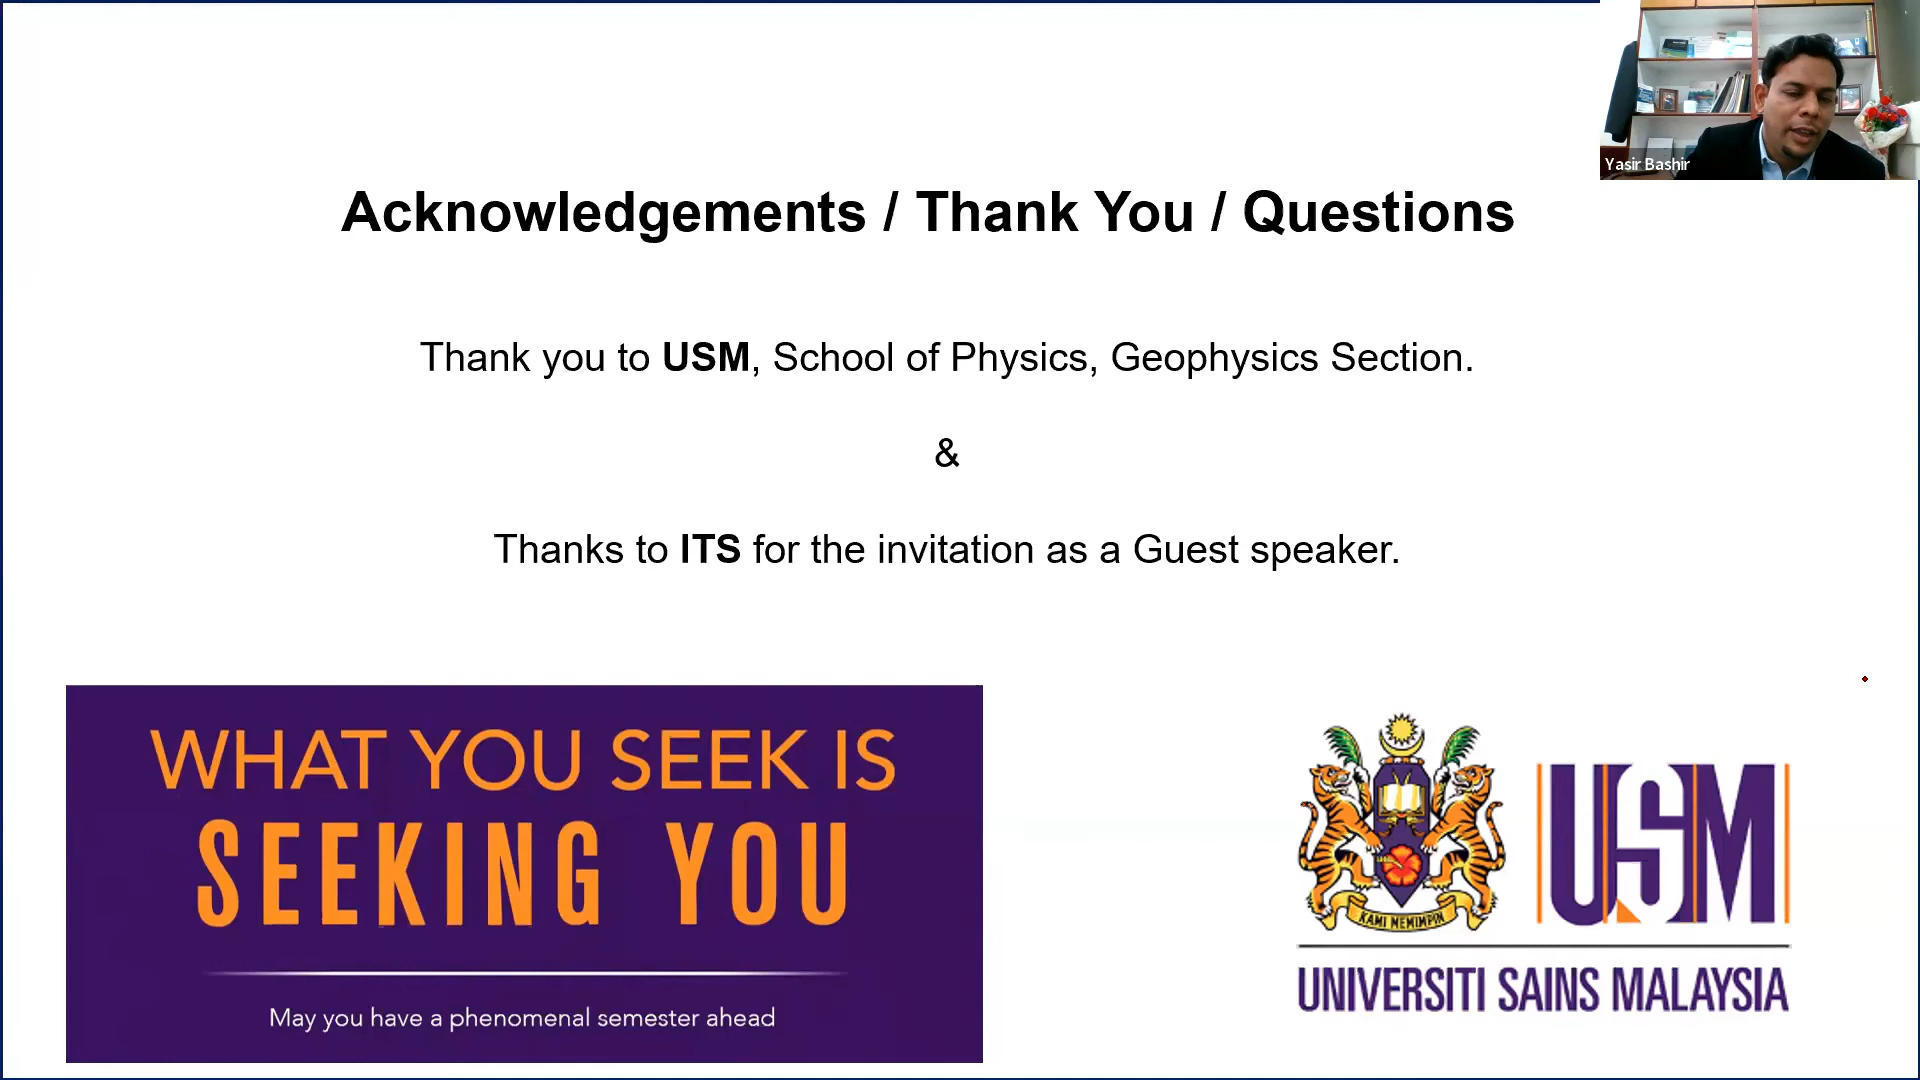 Yasir Bashir
Acknowledgements / Thank You / Questions
Thank you to USM, School of Physics, Geophysics Section.
&
Thanks to ITS for the invitation as a Guest speaker.
WHAT YOU SEEK IS
SEEKING YOU
May you have a phenomenal semester ahead
KAMI MEMIMPIN
USM
UNIVERSITI SAINS MALAYSIA